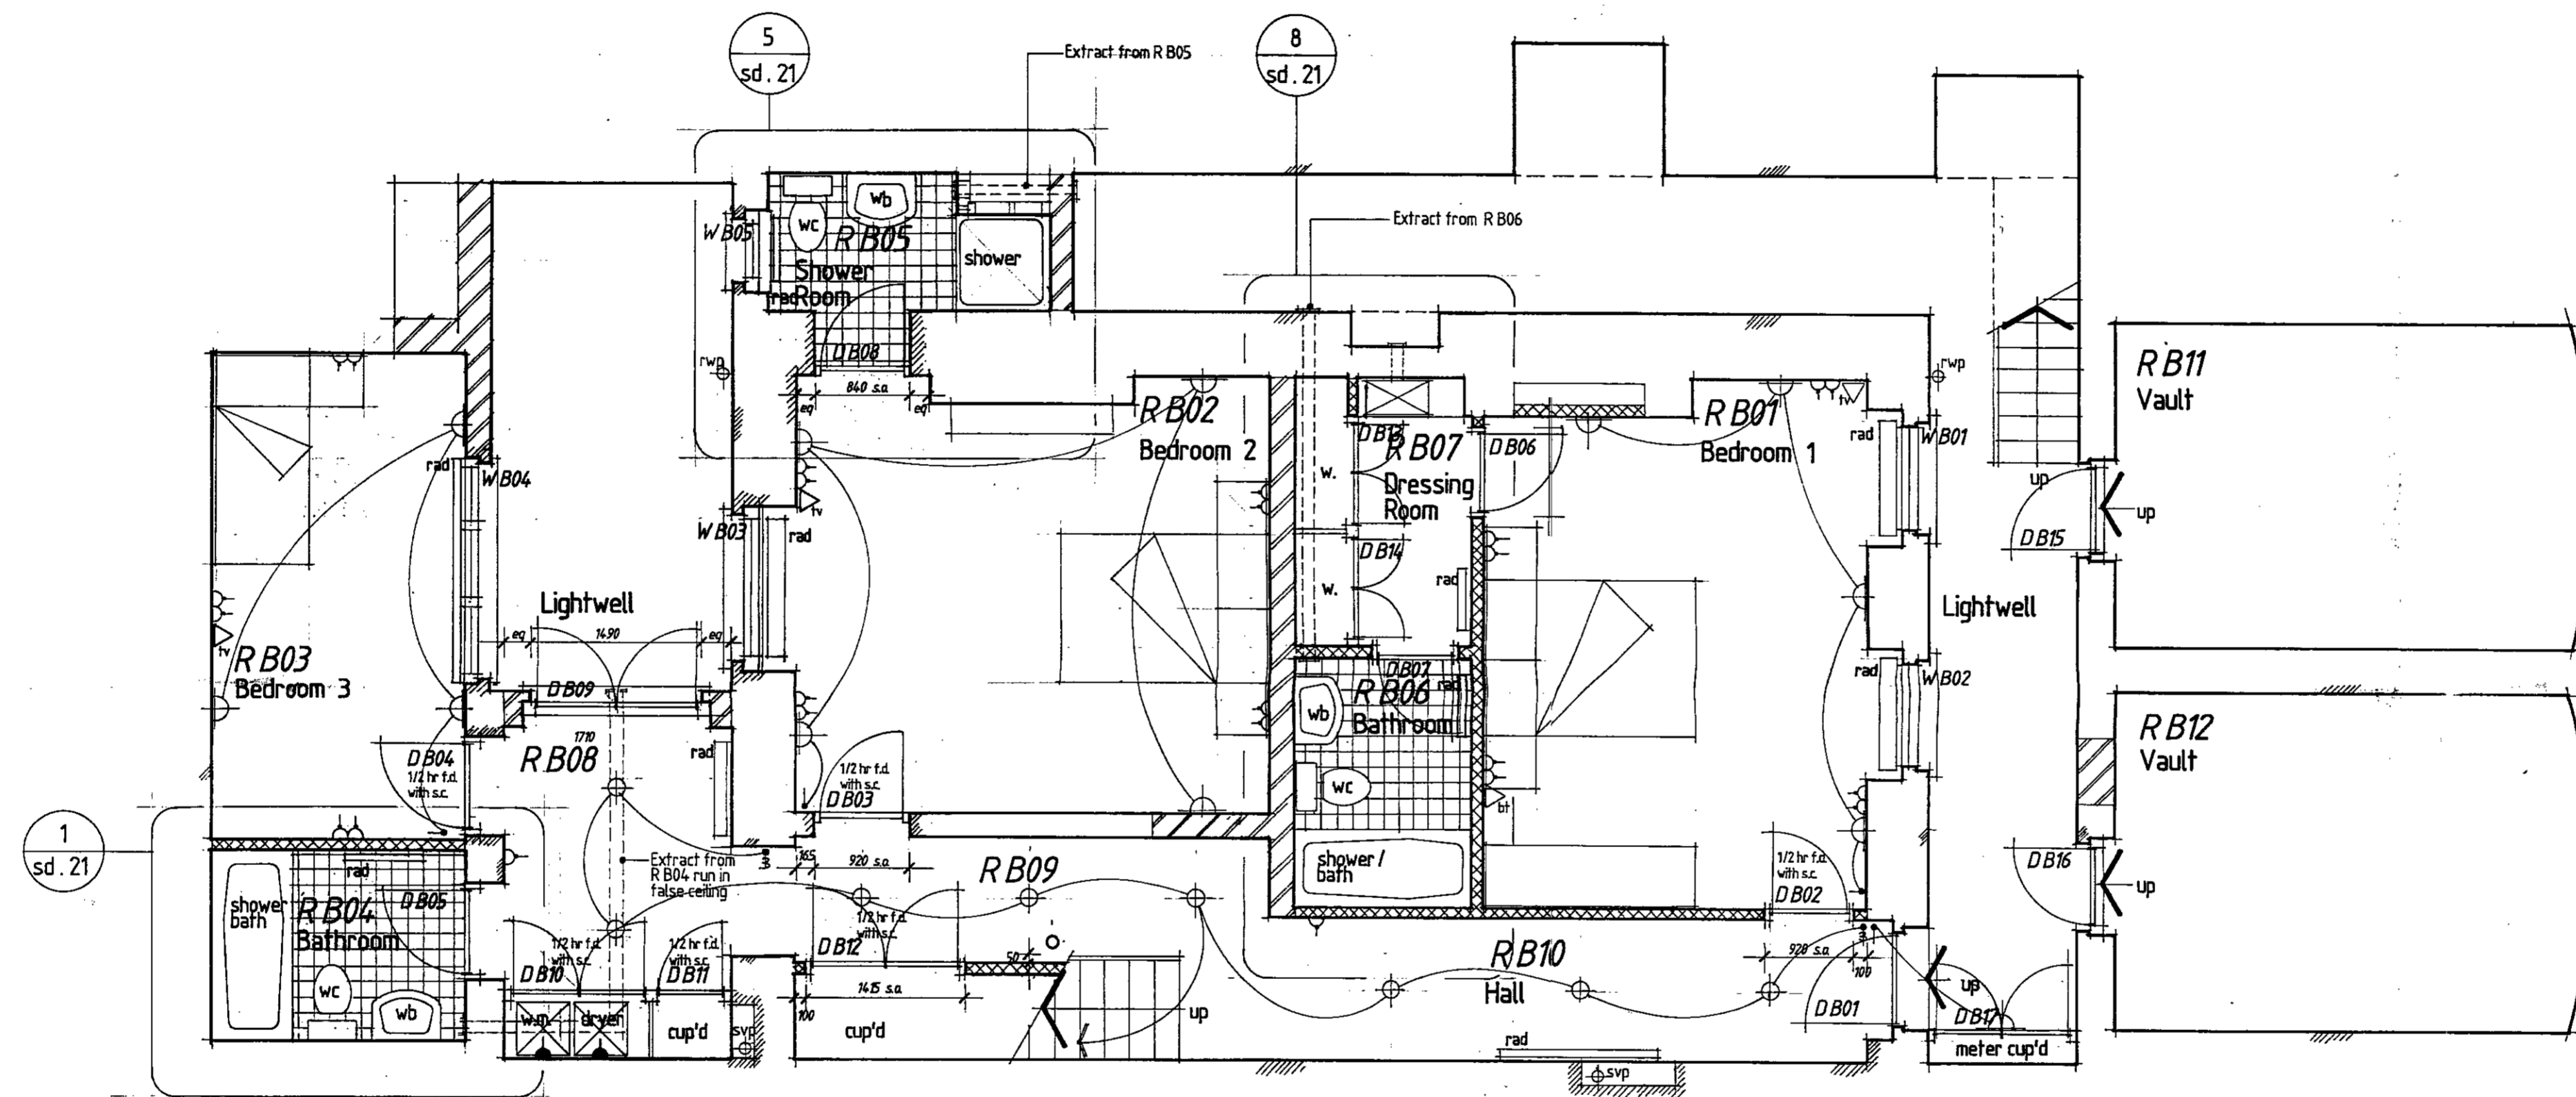 5
sd. 21
Extract from R B05
8
sd. 21
Extract from R B06
W B05
wc
wb
R B05
Shower
Room
rad
shower
rwp
D B08
840 s.a.
eq
eq
R B02
Bedroom 2
tv
W B03
rad
rad
W B04
Lightwell
eq
1490
eq
D B09
1710
R B08
rad
tv
R B03
Bedroom 3
D B04
1/2 hr f.d.
with s.c.
1/2 hr f.d.
with s.c.
D B03
D B13
R B07
Dressing
Room
w.
D B14
w.
rad
D B07
rad
R B06
Bathroom
wb
wc
shower /
bath
D B06
R B01
Bedroom 1
tv
rad
W B01
rwp
rad
W B02
bt
1/2 hr f.d.
with s.c.
D B02
Lightwell
up
up
D B15
R B11
Vault
R B12
Vault
D B16
up
1
sd. 21
rad
shower
bath
R B04
Bathroom
D B05
wc
wb
Extract from
R B04 run in
false ceiling
165
920 s.a.
R B09
1/2 hr f.d.
with s.c.
D B10
1/2 hr f.d.
with s.c.
D B11
w.m.
dryer
cup'd
svp
1/2 hr f.d.
with s.c.
D B12
50
1415 s.a.
100
cup'd
up
R B10
Hall
rad
svp
920 s.a.
100
D B01
up
D B17
meter cup'd